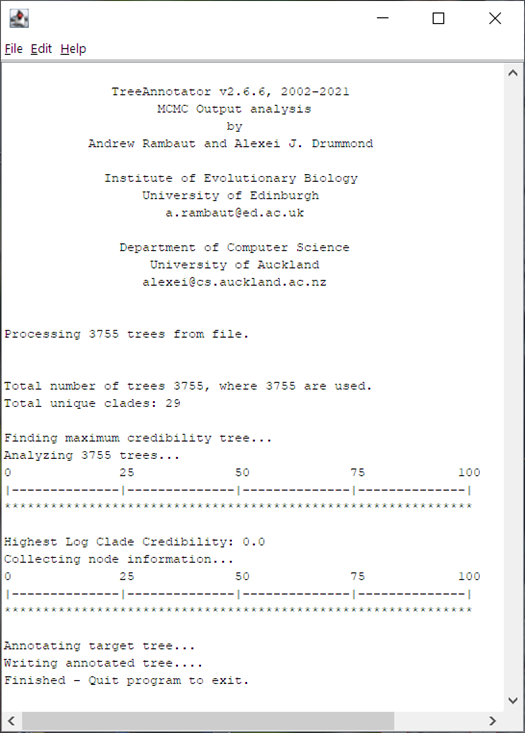 File Edit Help
TreeAnnotator v2.6.6, 2002-2021
MCMC Output analysis
by
Andrew Rambaut and Alexei J. Drummond
Institute of Evolutionary Biology
University of Edinburgh
a.rambaut@ed.ac.uk
Department of Computer Science
University of Auckland
alexei@cs.auckland.ac.nz
Processing 3755 trees from file.
Total number of trees 3755, where 3755 are used.
Total unique clades: 29
Finding maximum credibility tree...
Analyzing 3755 trees...
0 25 50 75 100
|--------------|--------------|--------------|--------------|
*************************************************************
Highest Log Clade Credibility: 0.0
Collecting node information...
0 25 50 75 100
|--------------|--------------|--------------|--------------|
*************************************************************
Annotating target tree...
Writing annotated tree....
Finished - Quit program to exit.